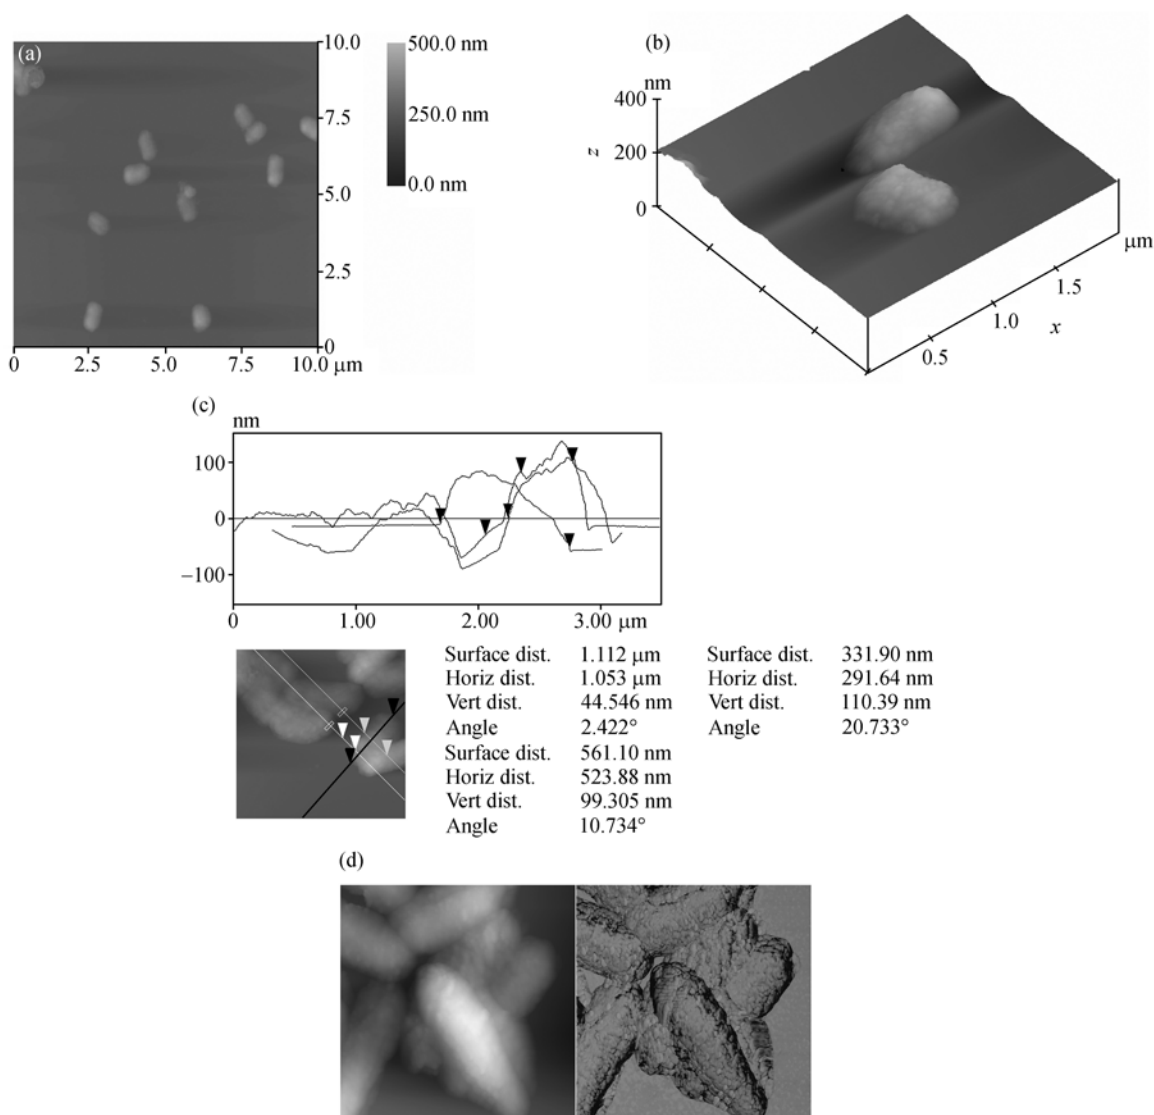 (a)
10.0
7.5
5.0
2.5
0
0 2.5 5.0 7.5 10.0 μm
500.0 nm
250.0 nm
0.0 nm
(b)
nm
400
200
0
z
μm
1.5
1.0
0.5
x
(c)
nm
100
0
−100
0 1.00 2.00 3.00 μm
Surface dist. 1.112 μm
Horiz dist. 1.053 μm
Vert dist. 44.546 nm
Angle 2.422°
Surface dist. 561.10 nm
Horiz dist. 523.88 nm
Vert dist. 99.305 nm
Angle 10.734°
Surface dist. 331.90 nm
Horiz dist. 291.64 nm
Vert dist. 110.39 nm
Angle 20.733°
(d)